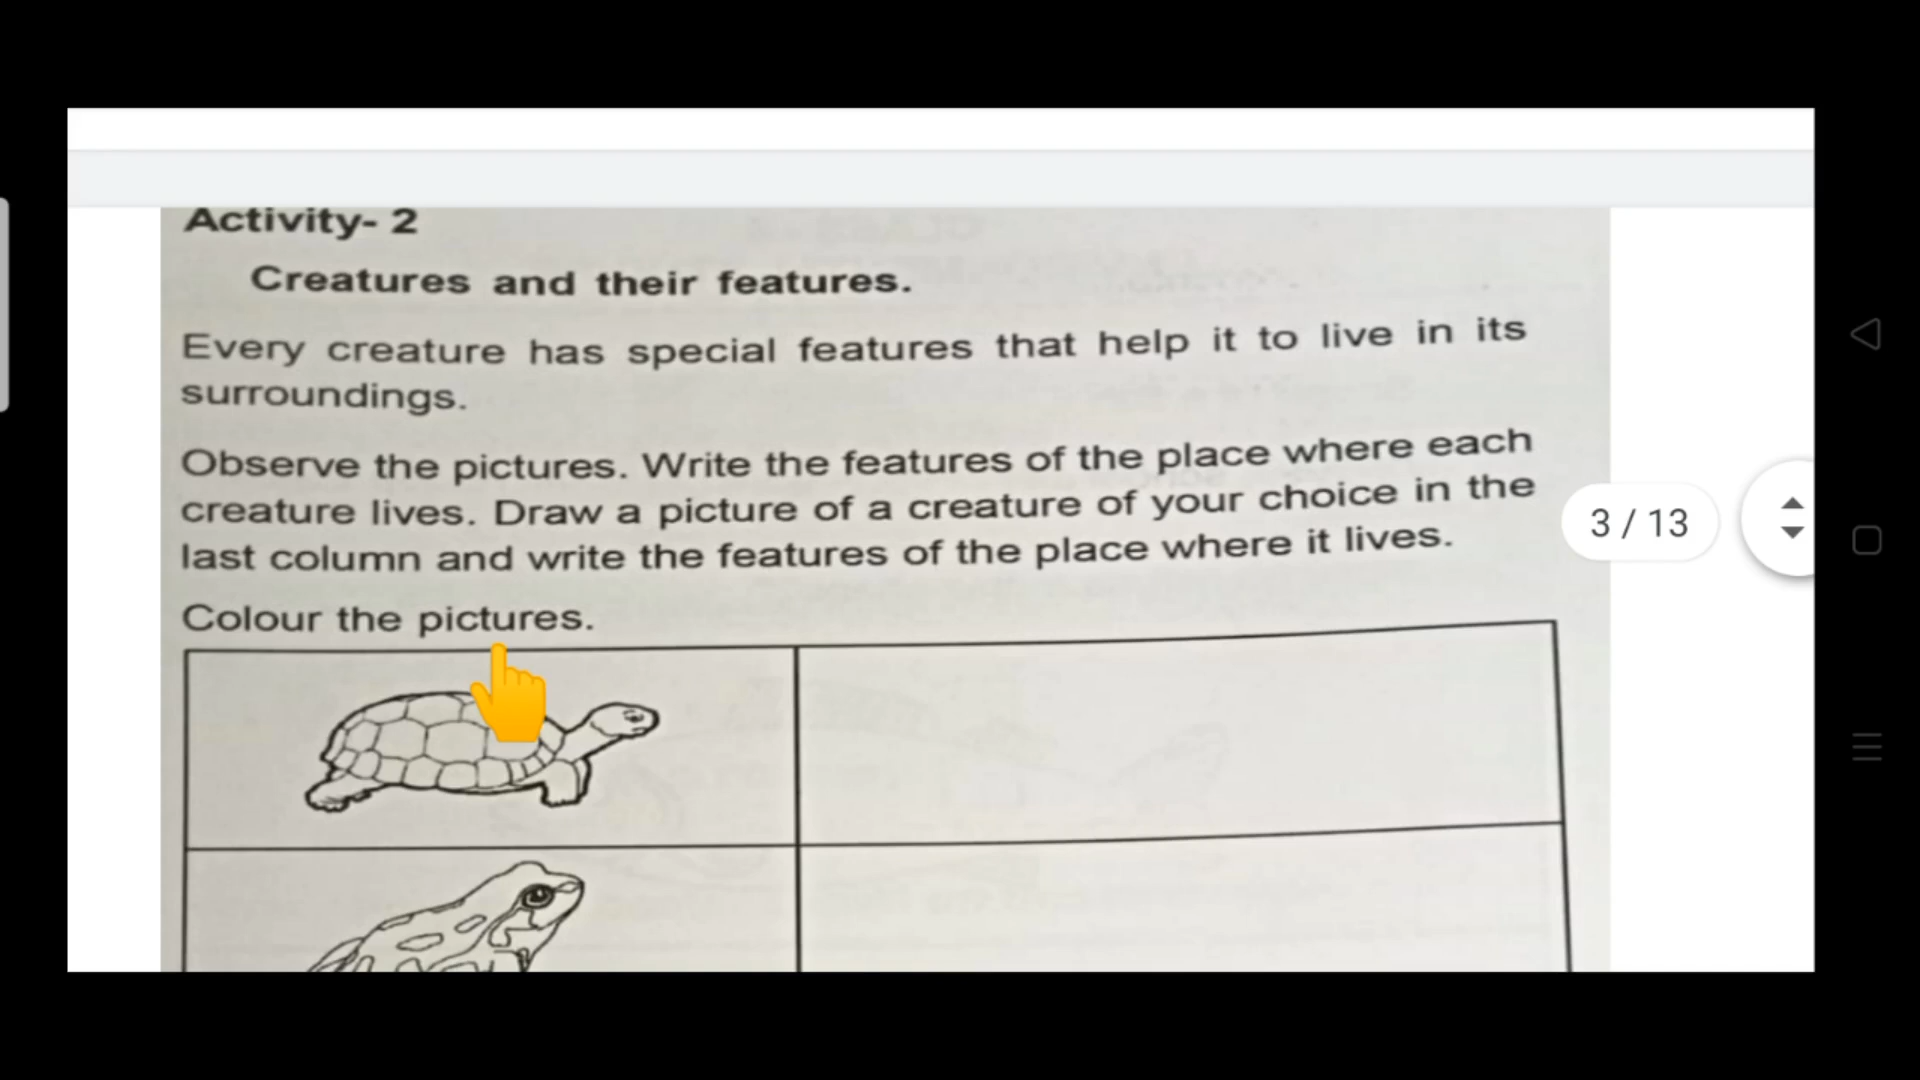 Activity- 2
Creatures and their features.
Every creature has special features that help it to live in its
surroundings.
Observe the pictures. Write the features of the place where each
creature lives. Draw a picture of a creature of your choice in the
last column and write the features of the place where it lives.
3 / 13
Colour the pictures.